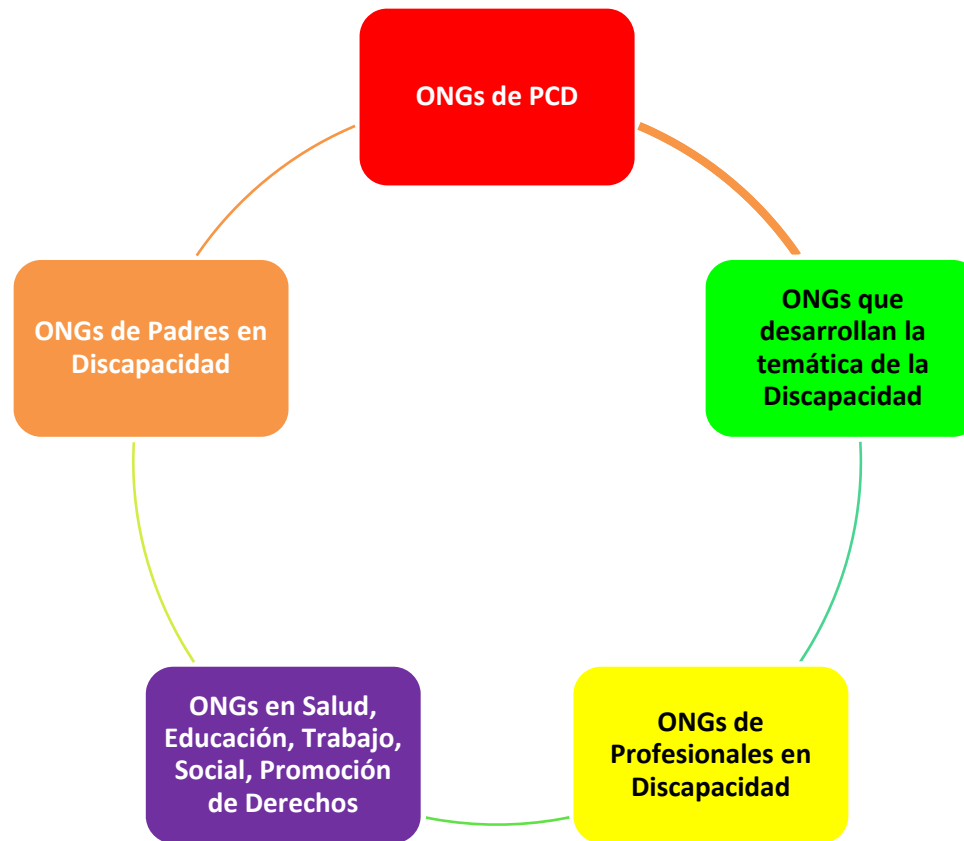 ONGs de PCD
ONGs que
desarrollan la
temática de la
Discapacidad
ONGs de
Profesionales en
Discapacidad
ONGs en Salud,
Educación, Trabajo,
Social, Promoción
de Derechos
ONGs de Padres en
Discapacidad